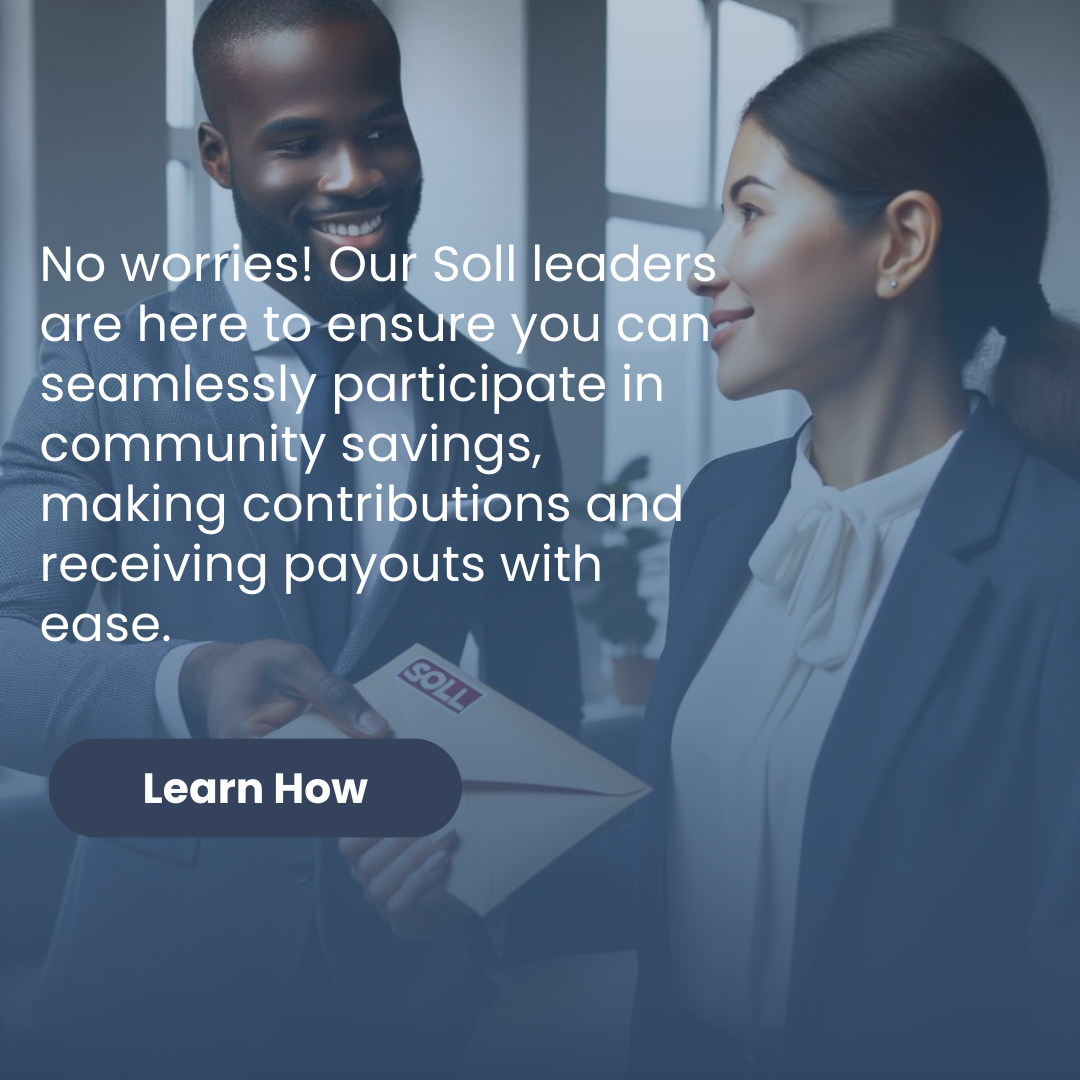 No worries! Our Soll leaders
are here to ensure you can
seamlessly participate in
community savings,
making contributions and
receiving payouts with
ease.
SOLL
Learn How